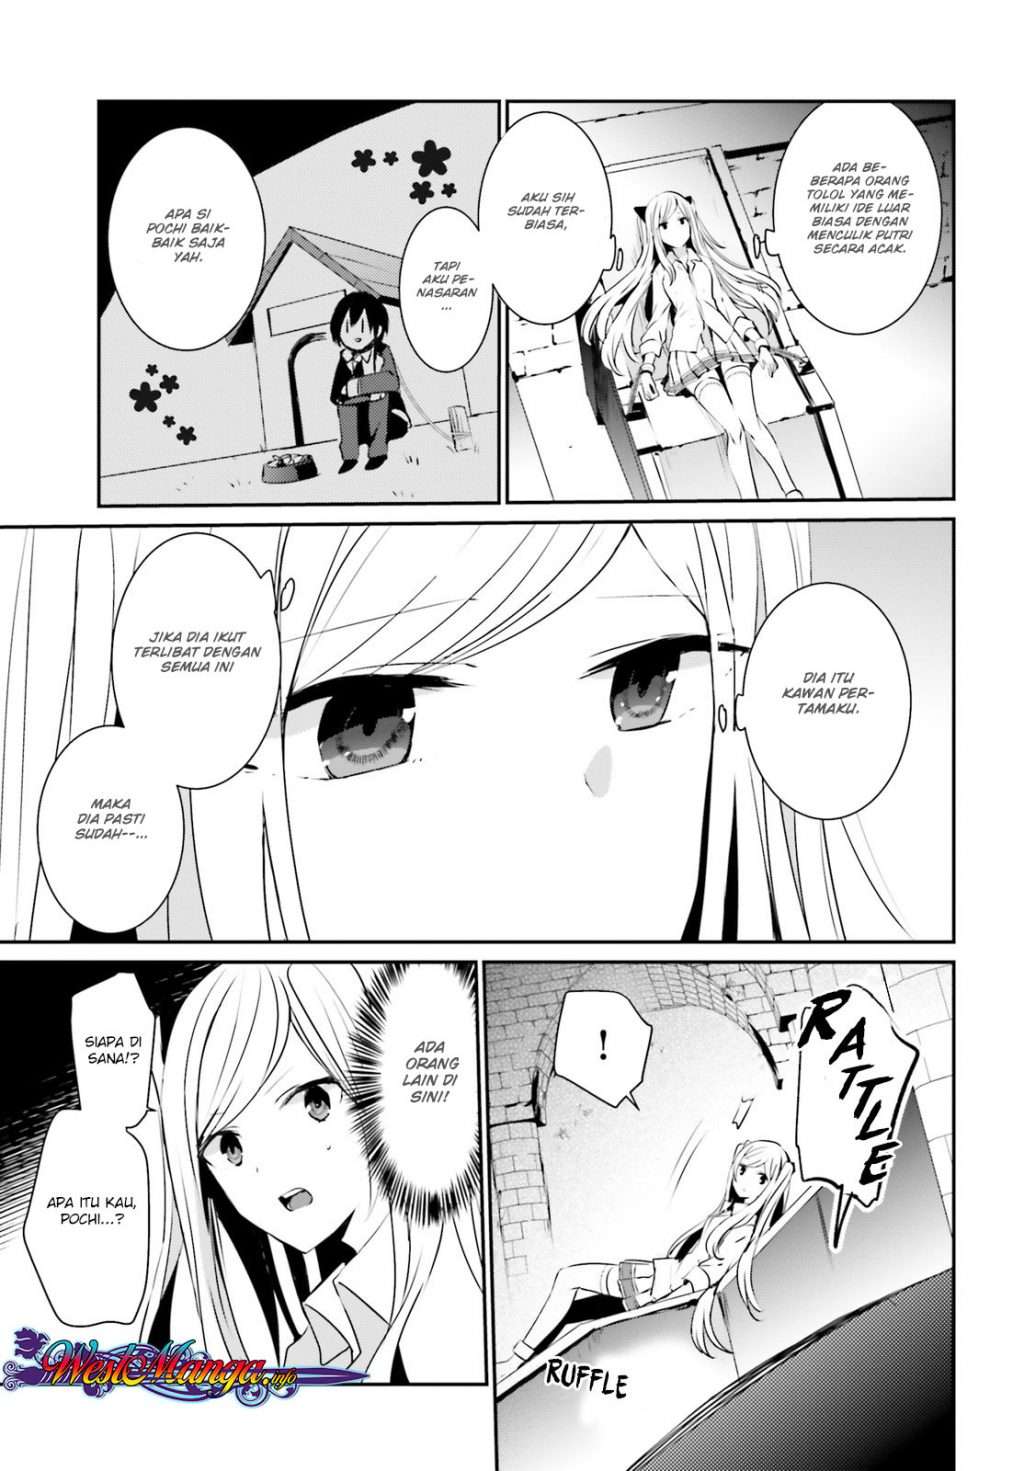 ADA BE-
BERAPA ORANG
TOLOL YANG ME-
MILIKI IDE LUAR
BIASA DENGAN
MENCULIK PUTRI
SECARA ACAK.
AKU SIH
SUDAH TER-
BIASA,
TAPI
AKU PE-
NASARAN
...
APA SI
POCHI BAIK-
BAIK SAJA
YAH.
DIA ITU
KAWAN PER-
TAMAKU.
JIKA DIA IKUT
TERLIBAT DENGAN
SEMUA INI
MAKA
DIA PASTI
SUDAH--...
RATTLE
!
RUFFLE
ADA
ORANG
LAIN DI
SINI!
SIAPA DI
SANA!?
APA ITU KAU,
POCHI...?
WestManga.info